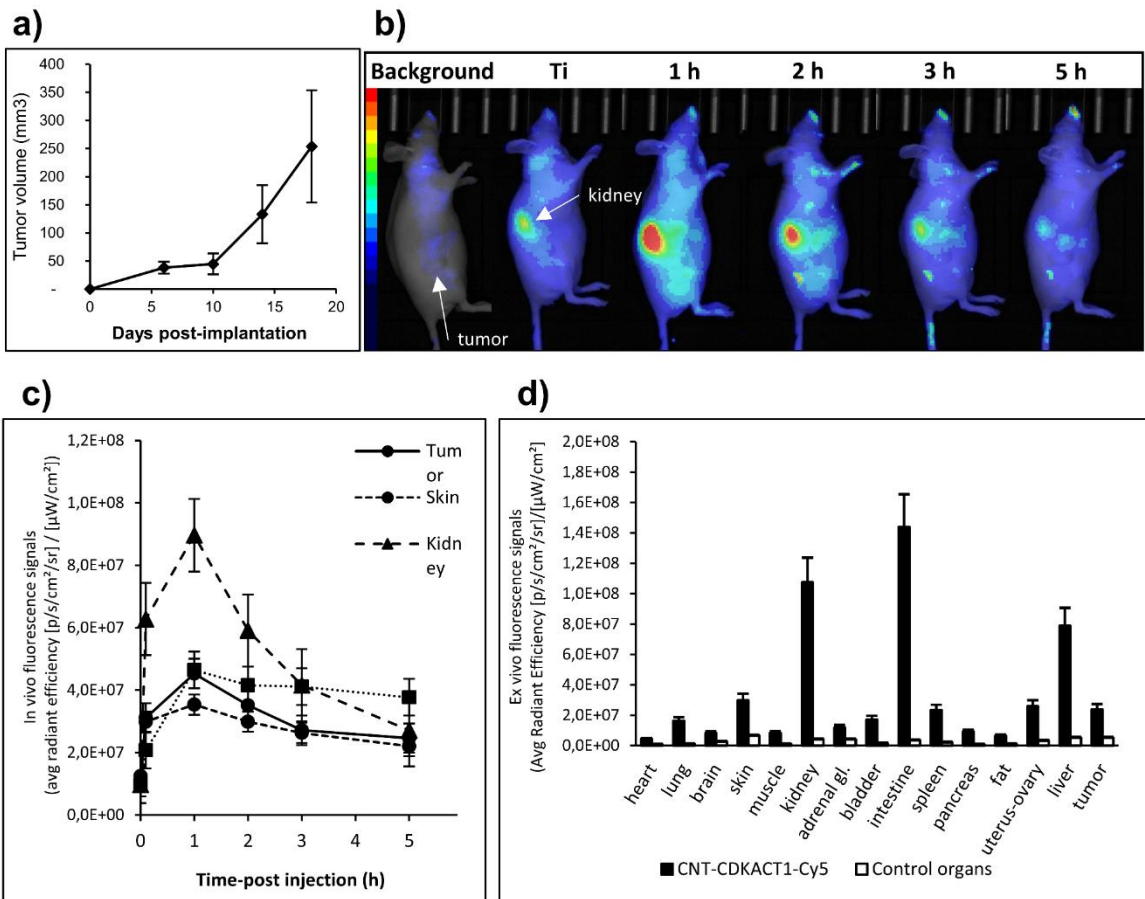 a)
400
350
300
250
200
150
100
50
-
0 5 10 15 20
Tumor volume (mm3)
Days post-implantation
b)
Background Ti 1 h 2 h 3 h 5 h
kidney
tumor
c)
1,2E+08
1,0E+08
8,0E+07
6,0E+07
4,0E+07
2,0E+07
0,0E+00
0 1 2 3 5
In vivo fluorescence signals
(avg radiant efficiency [p/s/cm²/sr] / [µW/cm²])
Time-post injection (h)
Tum
or
Skin
Kidn
ey
d)
2,0E+08
1,8E+08
1,6E+08
1,4E+08
1,2E+08
1,0E+08
8,0E+07
6,0E+07
4,0E+07
2,0E+07
0,0E+00
Ex vivo fluorescence signals
(Avg Radiant Efficiency [p/s/cm²/sr]/[µW/cm²]
heart
lung
brain
skin
muscle
kidney
adrenal gl.
bladder
intestine
spleen
pancreas
fat
uterus-ovary
liver
tumor
CNT-CDKACT1-Cy5 Control organs